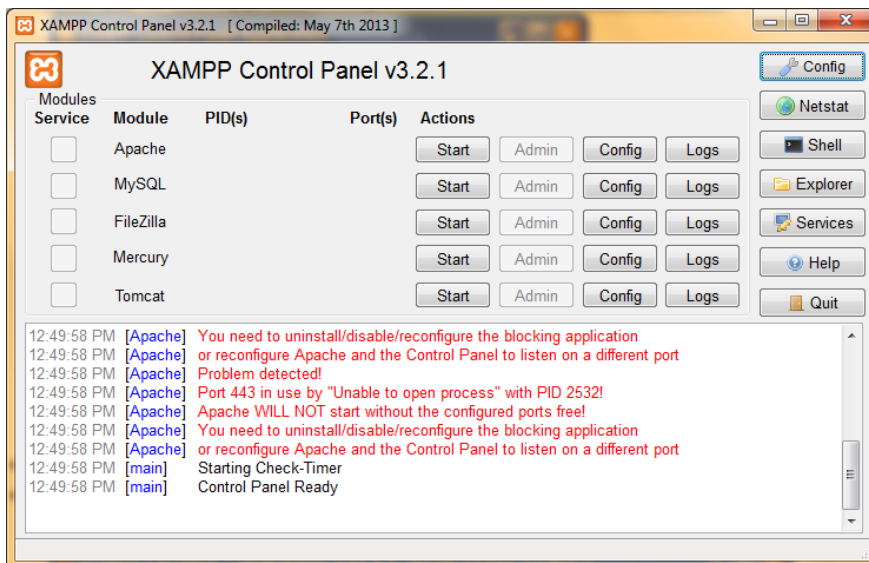 XAMPP Control Panel v3.2.1 [ Compiled: May 7th 2013 ]
XAMPP Control Panel v3.2.1
Config
Modules
Service Module PID(s) Port(s) Actions
Netstat
Apache Start Admin Config Logs
Shell
MySQL Start Admin Config Logs
Explorer
FileZilla Start Admin Config Logs
Services
Mercury Start Admin Config Logs
Help
Tomcat Start Admin Config Logs
Quit
12:49:58 PM [Apache] You need to uninstall/disable/reconfigure the blocking application
12:49:58 PM [Apache] or reconfigure Apache and the Control Panel to listen on a different port
12:49:58 PM [Apache] Problem detected!
12:49:58 PM [Apache] Port 443 in use by "Unable to open process" with PID 2532!
12:49:58 PM [Apache] Apache WILL NOT start without the configured ports free!
12:49:58 PM [Apache] You need to uninstall/disable/reconfigure the blocking application
12:49:58 PM [Apache] or reconfigure Apache and the Control Panel to listen on a different port
12:49:58 PM [main] Starting Check-Timer
12:49:58 PM [main] Control Panel Ready